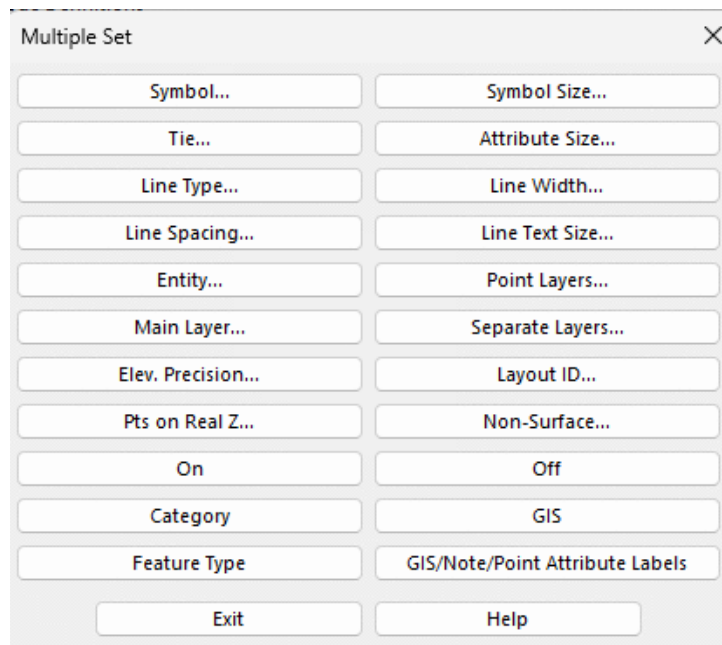 Multiple Set
Symbol... Symbol Size...
Tie... Attribute Size...
Line Type... Line Width...
Line Spacing... Line Text Size...
Entity... Point Layers...
Main Layer... Separate Layers...
Elev. Precision... Layout ID...
Pts on Real Z... Non-Surface...
On Off
Category GIS
Feature Type GIS/Note/Point Attribute Labels
Exit Help